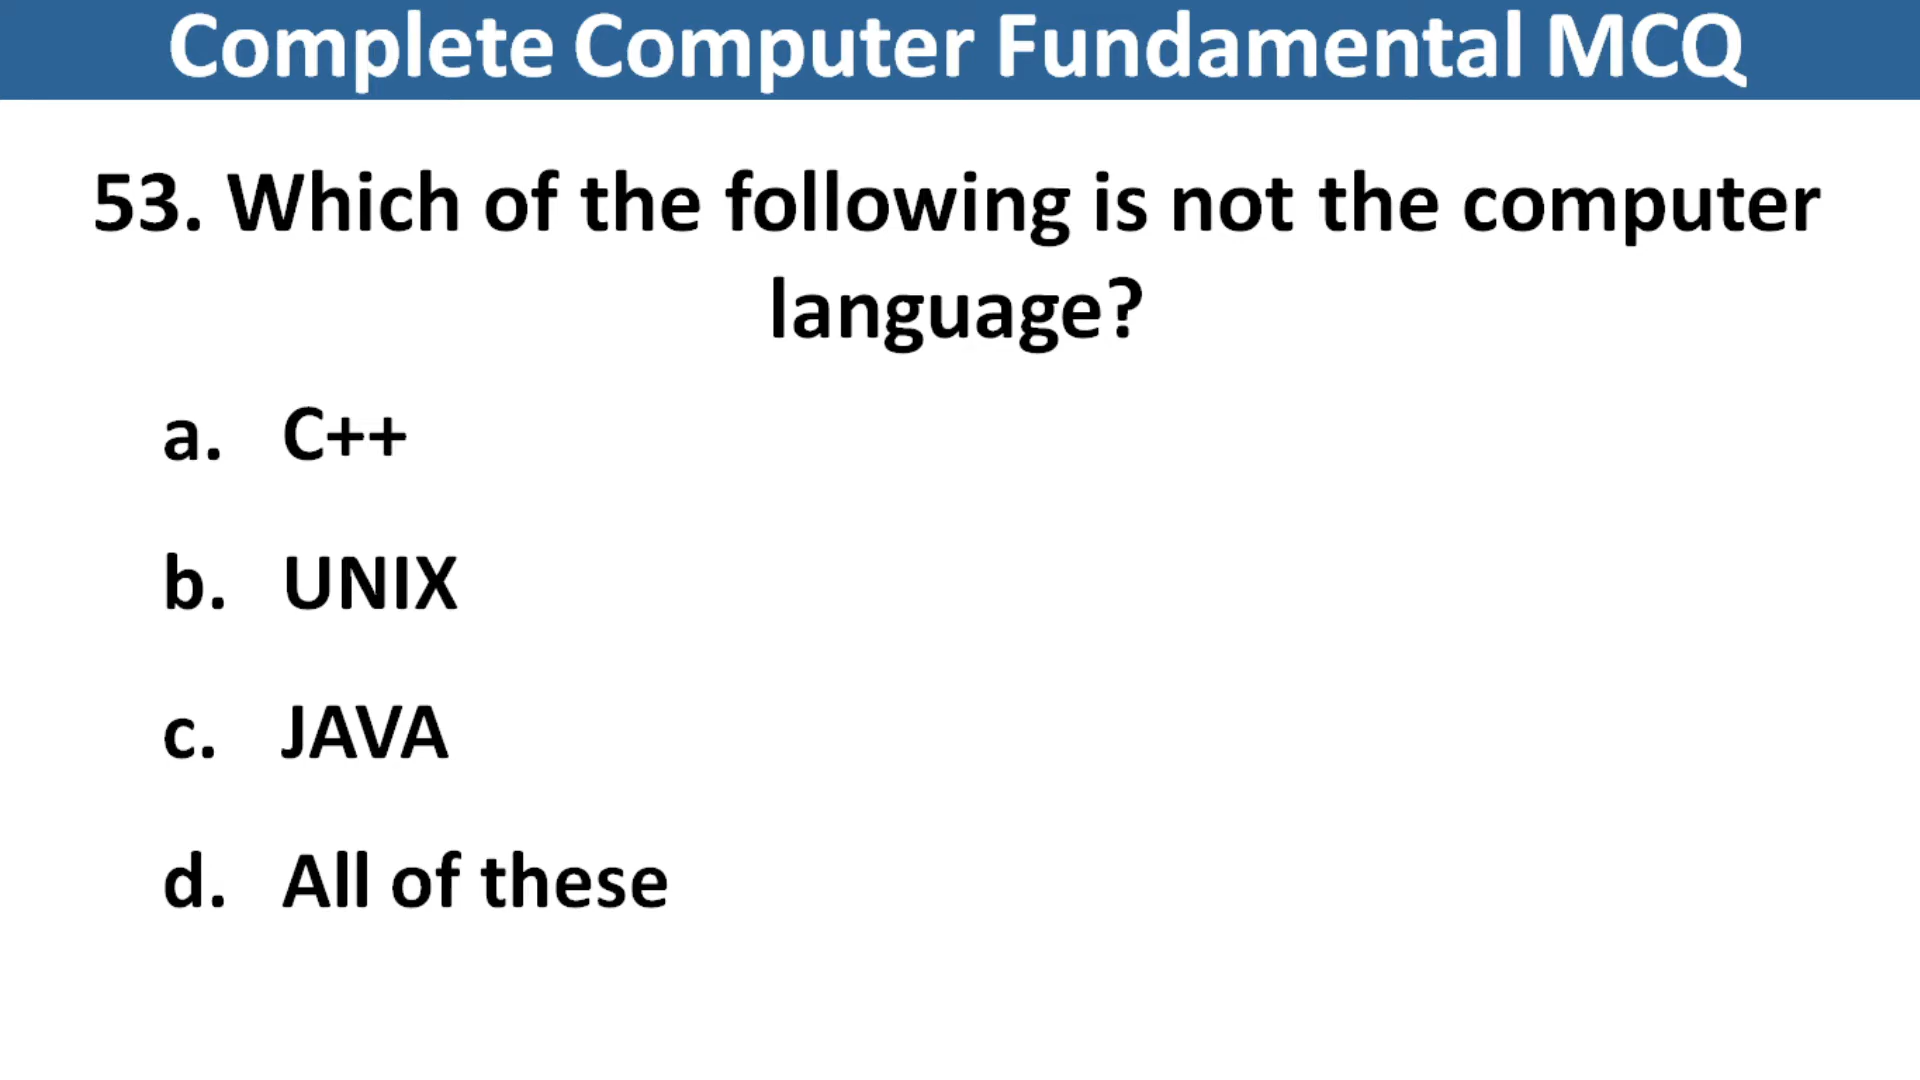 Complete Computer Fundamental MCQ
53. Which of the following is not the computer
language?
a. C++
b. UNIX
c. JAVA
d. All of these